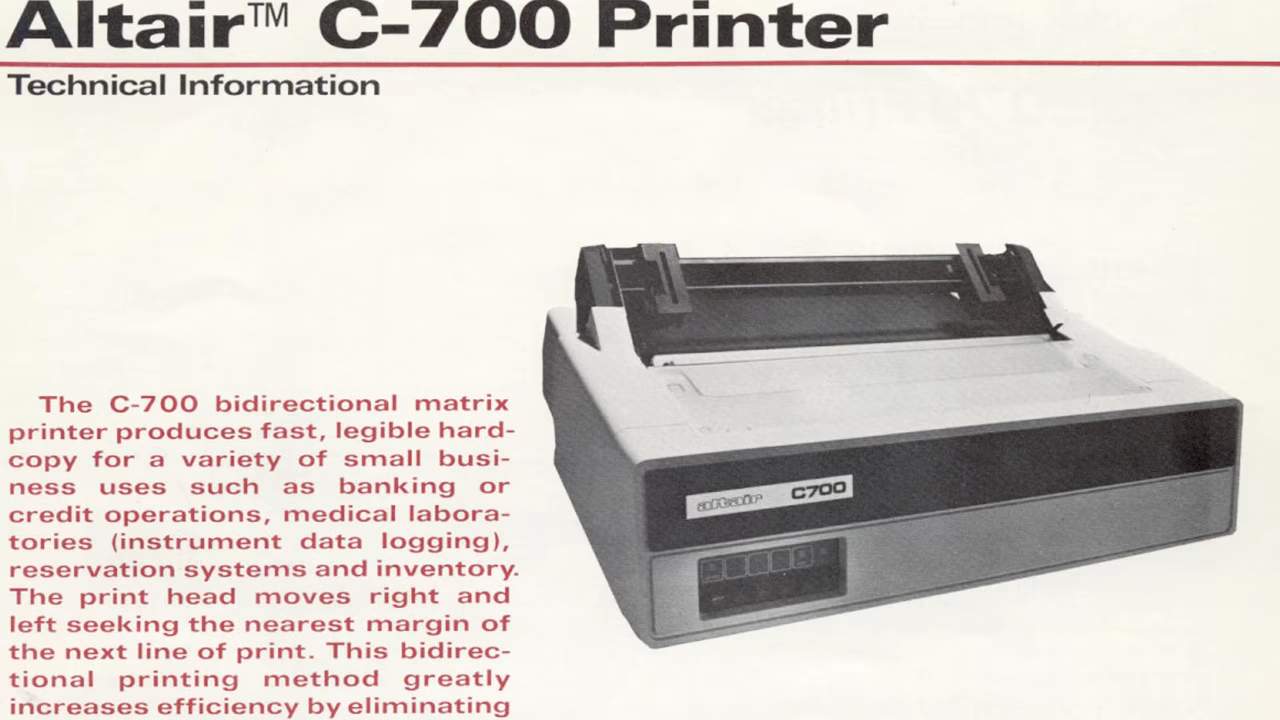 Altair™ C-700 Printer
Technical Information
The C-700 bidirectional matrix
printer produces fast, legible hard-
copy for a variety of small busi-
ness uses such as banking or
credit operations, medical labora-
tories (instrument data logging),
reservation systems and inventory.
The print head moves right and
left seeking the nearest margin of
the next line of print. This bidirec-
tional printing method greatly
increases efficiency by eliminating
altair C700